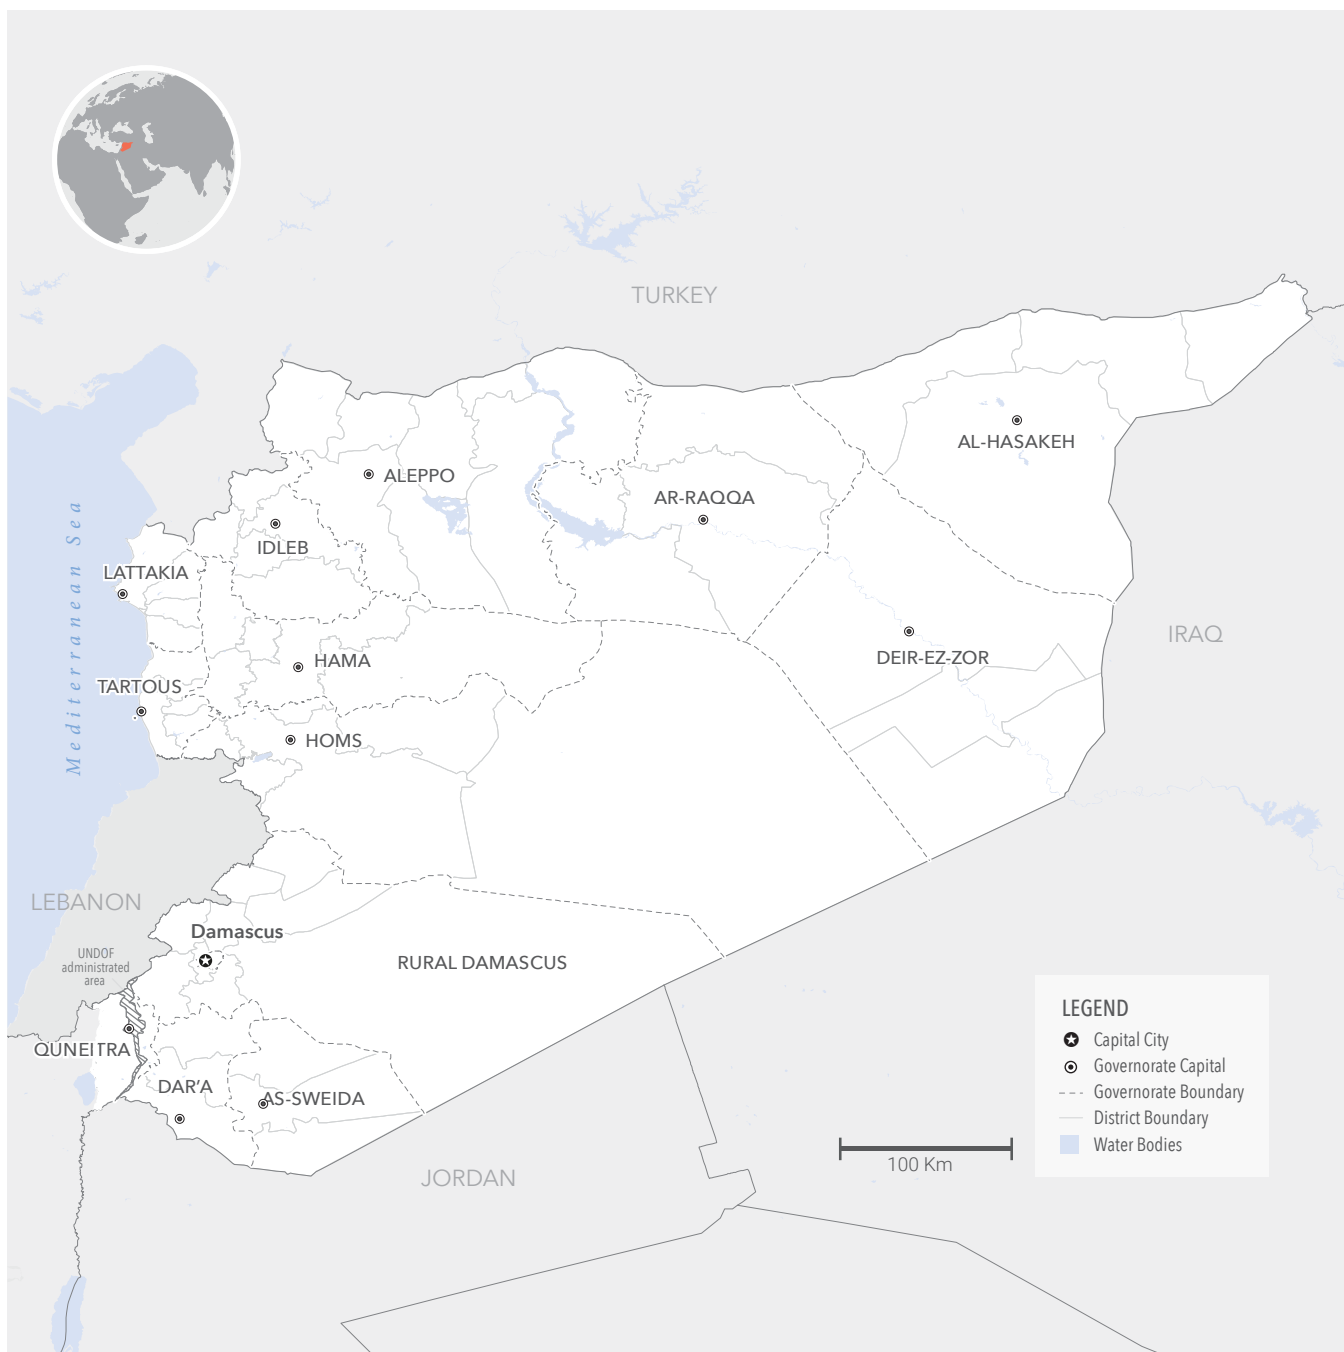 TURKEY
AL-HASAKEH
ALEPPO
AR-RAQQA
IDLEB
LATTAKIA
Mediterranean Sea
IRAQ
DEIR-EZ-ZOR
HAMA
TARTOUS
HOMS
LEBANON
Damascus
UNDOF
administrated
area
RURAL DAMASCUS
QUNEITRA
DAR'A
AS-SWEIDA
JORDAN
LEGEND
Capital City
Governorate Capital
Governorate Boundary
District Boundary
Water Bodies
100 Km